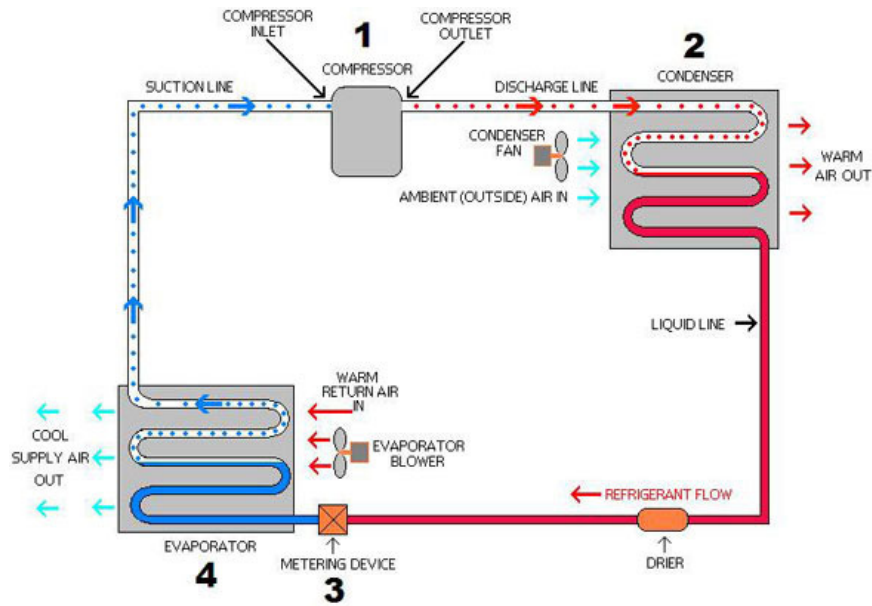 COMPRESSOR
INLET
1
COMPRESSOR
OUTLET
2
COMPRESSOR
SUCTION LINE
DISCHARGE LINE
CONDENSER
CONDENSER
FAN
WARM
AIR OUT
AMBIENT (OUTSIDE) AIR IN
LIQUID LINE
WARM
RETURN AIR
IN
COOL
SUPPLY AIR
OUT
EVAPORATOR
BLOWER
REFRIGERANT FLOW
EVAPORATOR
4
METERING DEVICE
3
DRIER